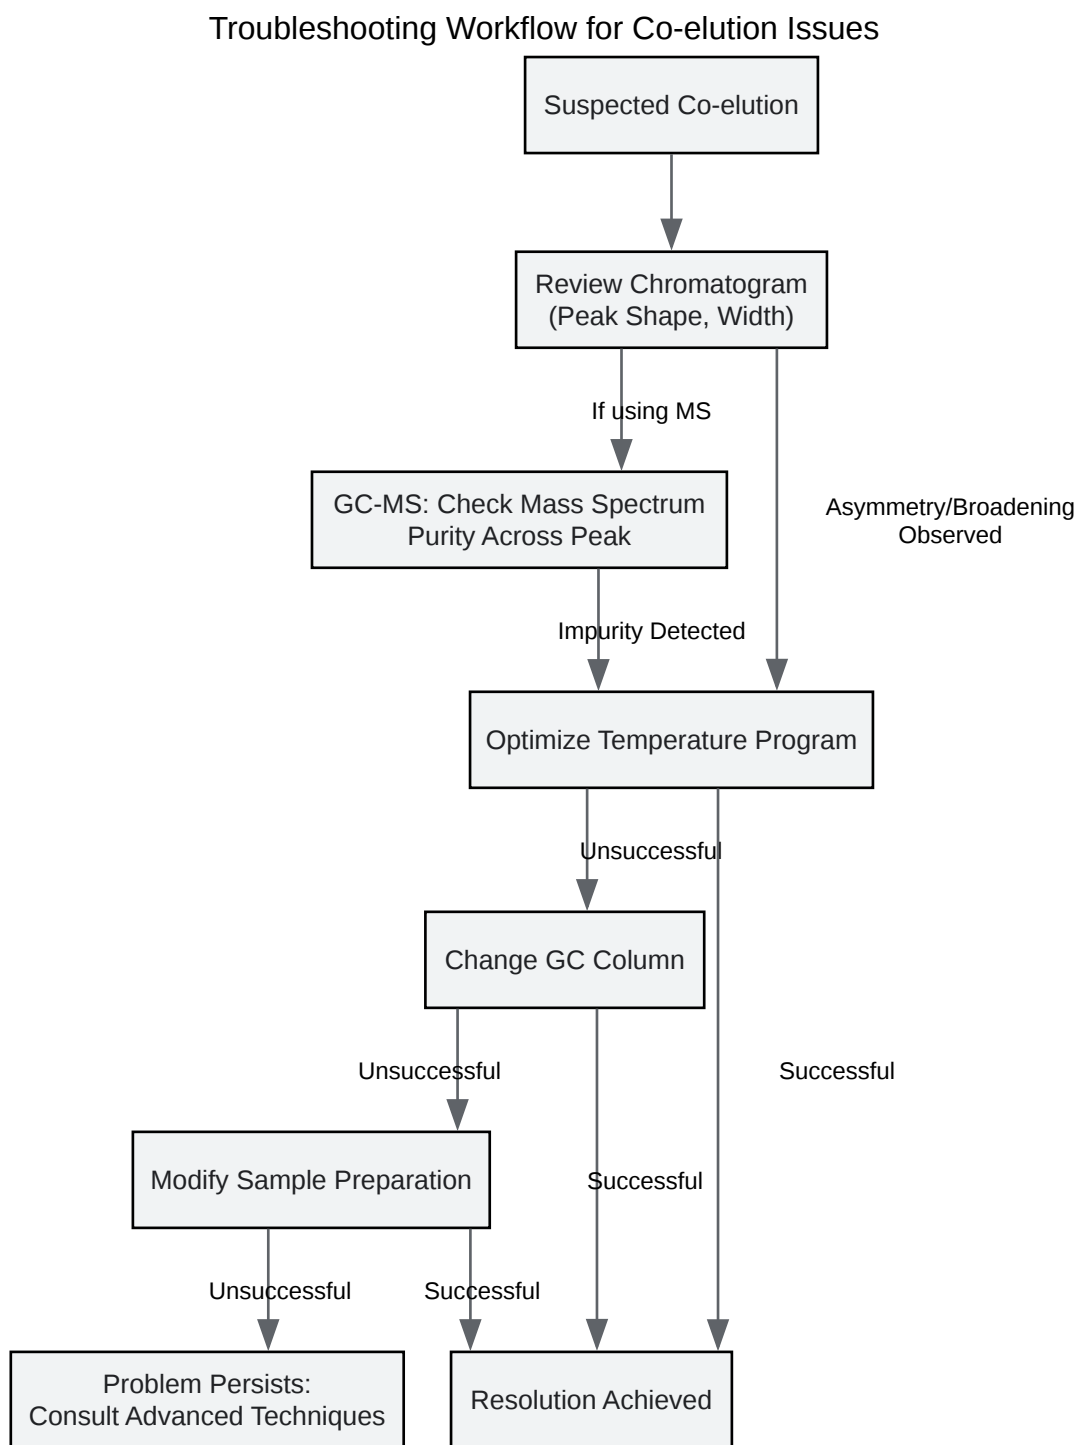 Troubleshooting Workflow for Co-elution Issues
Suspected Co-elution
Review Chromatogram
(Peak Shape, Width)
If using MS
GC-MS: Check Mass Spectrum
Purity Across Peak
Asymmetry/Broadening
Observed
Impurity Detected
Optimize Temperature Program
Unsuccessful
Change GC Column
Unsuccessful
Successful
Modify Sample Preparation
Successful
Unsuccessful
Successful
Problem Persists:
Consult Advanced Techniques
Resolution Achieved